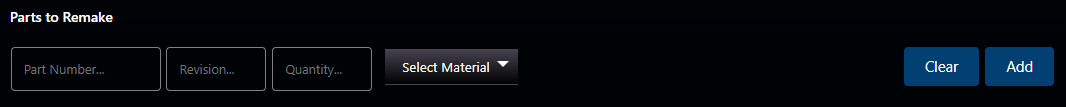 Parts to Remake
Part Number... Revision... Quantity... Select Material Clear Add